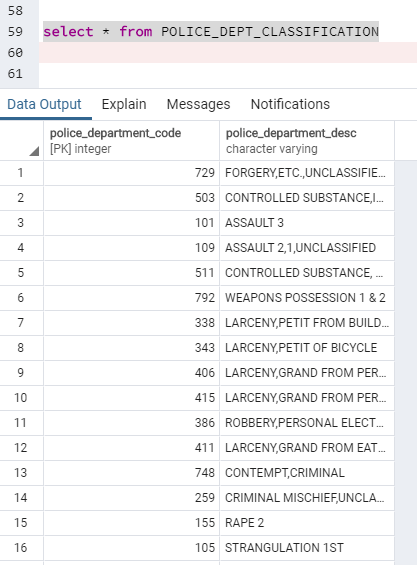 58
59 select * from POLICE_DEPT_CLASSIFICATION
60
61
Data Output Explain Messages Notifications
police_department_code police_department_desc
[PK] integer character varying
1 729 FORGERY,ETC.,UNCLASSIFIE...
2 503 CONTROLLED SUBSTANCE,I...
3 101 ASSAULT 3
4 109 ASSAULT 2,1,UNCLASSIFIED
5 511 CONTROLLED SUBSTANCE, ...
6 792 WEAPONS POSSESSION 1 & 2
7 338 LARCENY,PETIT FROM BUILD...
8 343 LARCENY,PETIT OF BICYCLE
9 406 LARCENY,GRAND FROM PER...
10 415 LARCENY,GRAND FROM PER...
11 386 ROBBERY,PERSONAL ELECT...
12 411 LARCENY,GRAND FROM EAT...
13 748 CONTEMPT,CRIMINAL
14 259 CRIMINAL MISCHIEF,UNCLA...
15 155 RAPE 2
16 105 STRANGULATION 1ST